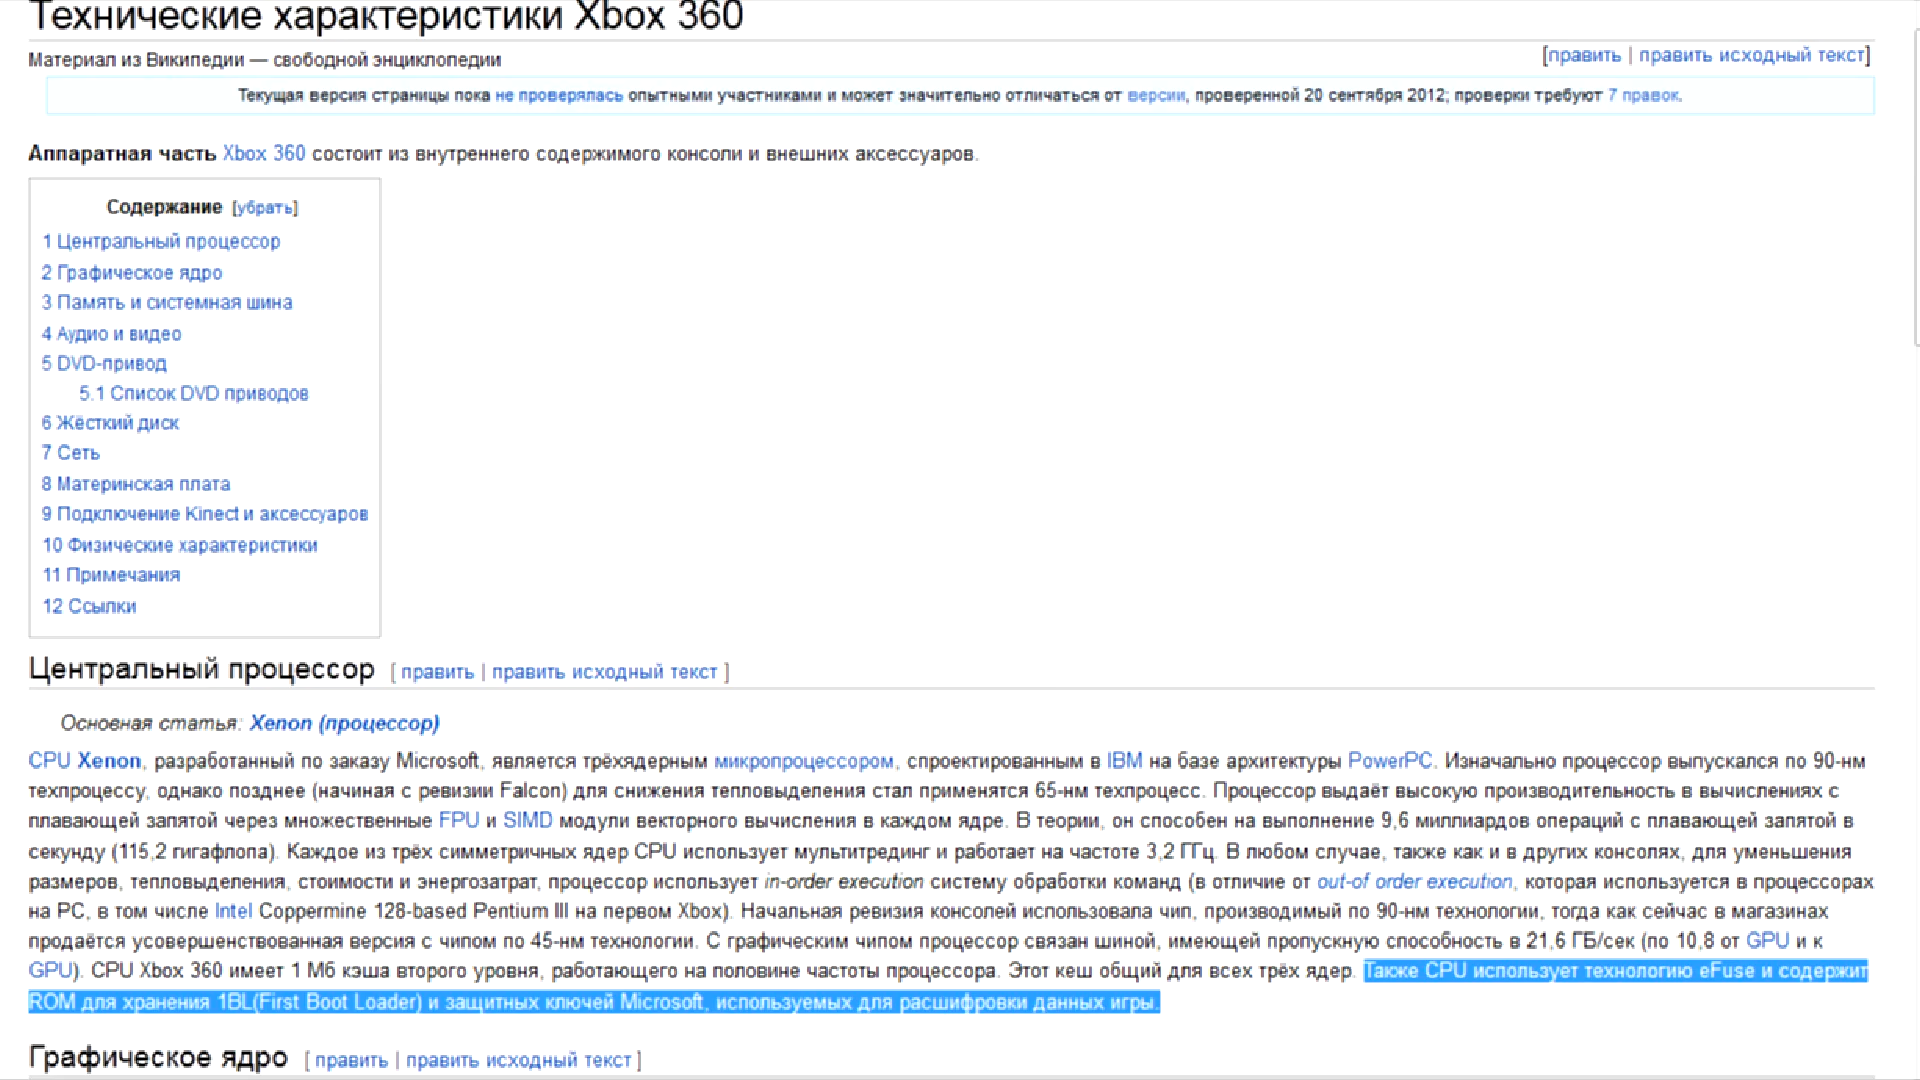 Технические характеристики Xbox 360
Материал из Википедии — свободной энциклопедии
[править | править исходный текст]
Текущая версия страницы пока не проверялась опытными участниками и может значительно отличаться от версии, проверенной 20 сентября 2012; проверки требуют 7 правок.
Аппаратная часть Xbox 360 состоит из внутреннего содержимого консоли и внешних аксессуаров.
Содержание [убрать]
1 Центральный процессор
2 Графическое ядро
3 Память и системная шина
4 Аудио и видео
5 DVD-привод
5.1 Список DVD приводов
6 Жёсткий диск
7 Сеть
8 Материнская плата
9 Подключение Kinect и аксессуаров
10 Физические характеристики
11 Примечания
12 Ссылки
Центральный процессор [ править | править исходный текст ]
Основная статья: Xenon (процессор)
CPU Xenon, разработанный по заказу Microsoft, является трёхядерным микропроцессором, спроектированным в IBM на базе архитектуры PowerPC. Изначально процессор выпускался по 90-нм
техпроцессу, однако позднее (начиная с ревизии Falcon) для снижения тепловыделения стал применятся 65-нм техпроцесс. Процессор выдаёт высокую производительность в вычислениях с
плавающей запятой через множественные FPU и SIMD модули векторного вычисления в каждом ядре. В теории, он способен на выполнение 9,6 миллиардов операций с плавающей запятой в
секунду (115,2 гигафлопа). Каждое из трёх симметричных ядер CPU использует мультитрединг и работает на частоте 3,2 ГГц. В любом случае, также как и в других консолях, для уменьшения
размеров, тепловыделения, стоимости и энергозатрат, процессор использует in-order execution систему обработки команд (в отличие от out-of order execution, которая используется в процессорах
на PC, в том числе Intel Coppermine 128-based Pentium III на первом Xbox). Начальная ревизия консолей использовала чип, производимый по 90-нм технологии, тогда как сейчас в магазинах
продаётся усовершенствованная версия с чипом по 45-нм технологии. С графическим чипом процессор связан шиной, имеющей пропускную способность в 21,6 ГБ/сек (по 10,8 от GPU и к
GPU). CPU Xbox 360 имеет 1 Мб кэша второго уровня, работающего на половине частоты процессора. Этот кеш общий для всех трёх ядер. Также CPU использует технологию eFuse и содержит
ROM для хранения 1BL(First Boot Loader) и защитных ключей Microsoft, используемых для расшифровки данных игры.
Графическое ядро [ править | править исходный текст ]